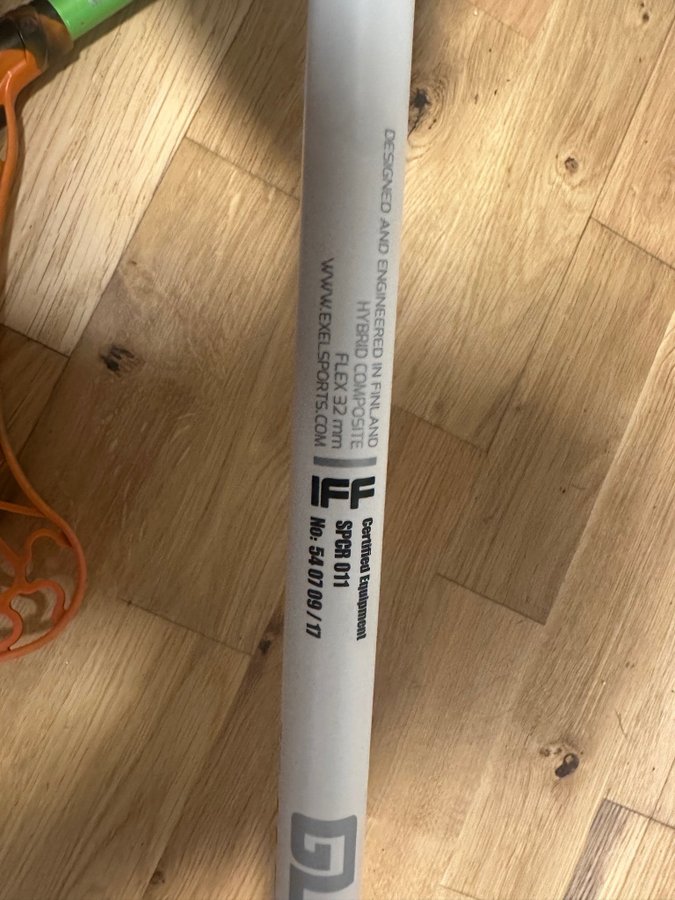 DESIGNED AND ENGINEERED IN FINLAND
HYBRID COMPOSITE
FLEX 32 mm
WWW.EXELSPORTS.COM
IFF
Certified Equipment
SPCR 011
No: 54 07 09 / 17